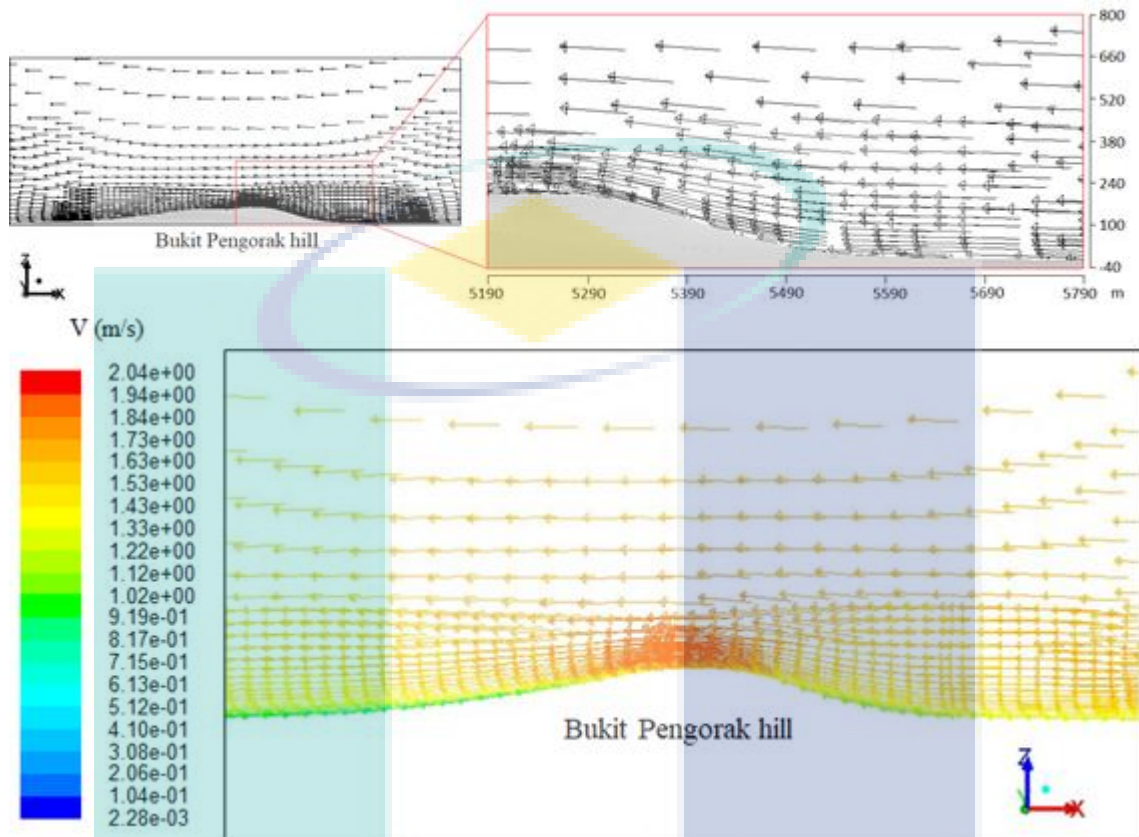 800
660
520
380
240
100
-40
Bukit Pengorak hill
5190 5290 5390 5490 5590 5690 5790 m
Z
X
V (m/s)
2.04e+00
1.94e+00
1.84e+00
1.73e+00
1.63e+00
1.53e+00
1.43e+00
1.33e+00
1.22e+00
1.12e+00
1.02e+00
9.19e-01
8.17e-01
7.15e-01
6.13e-01
5.12e-01
4.10e-01
3.08e-01
2.06e-01
1.04e-01
2.28e-03
Bukit Pengorak hill
Z
Y
X